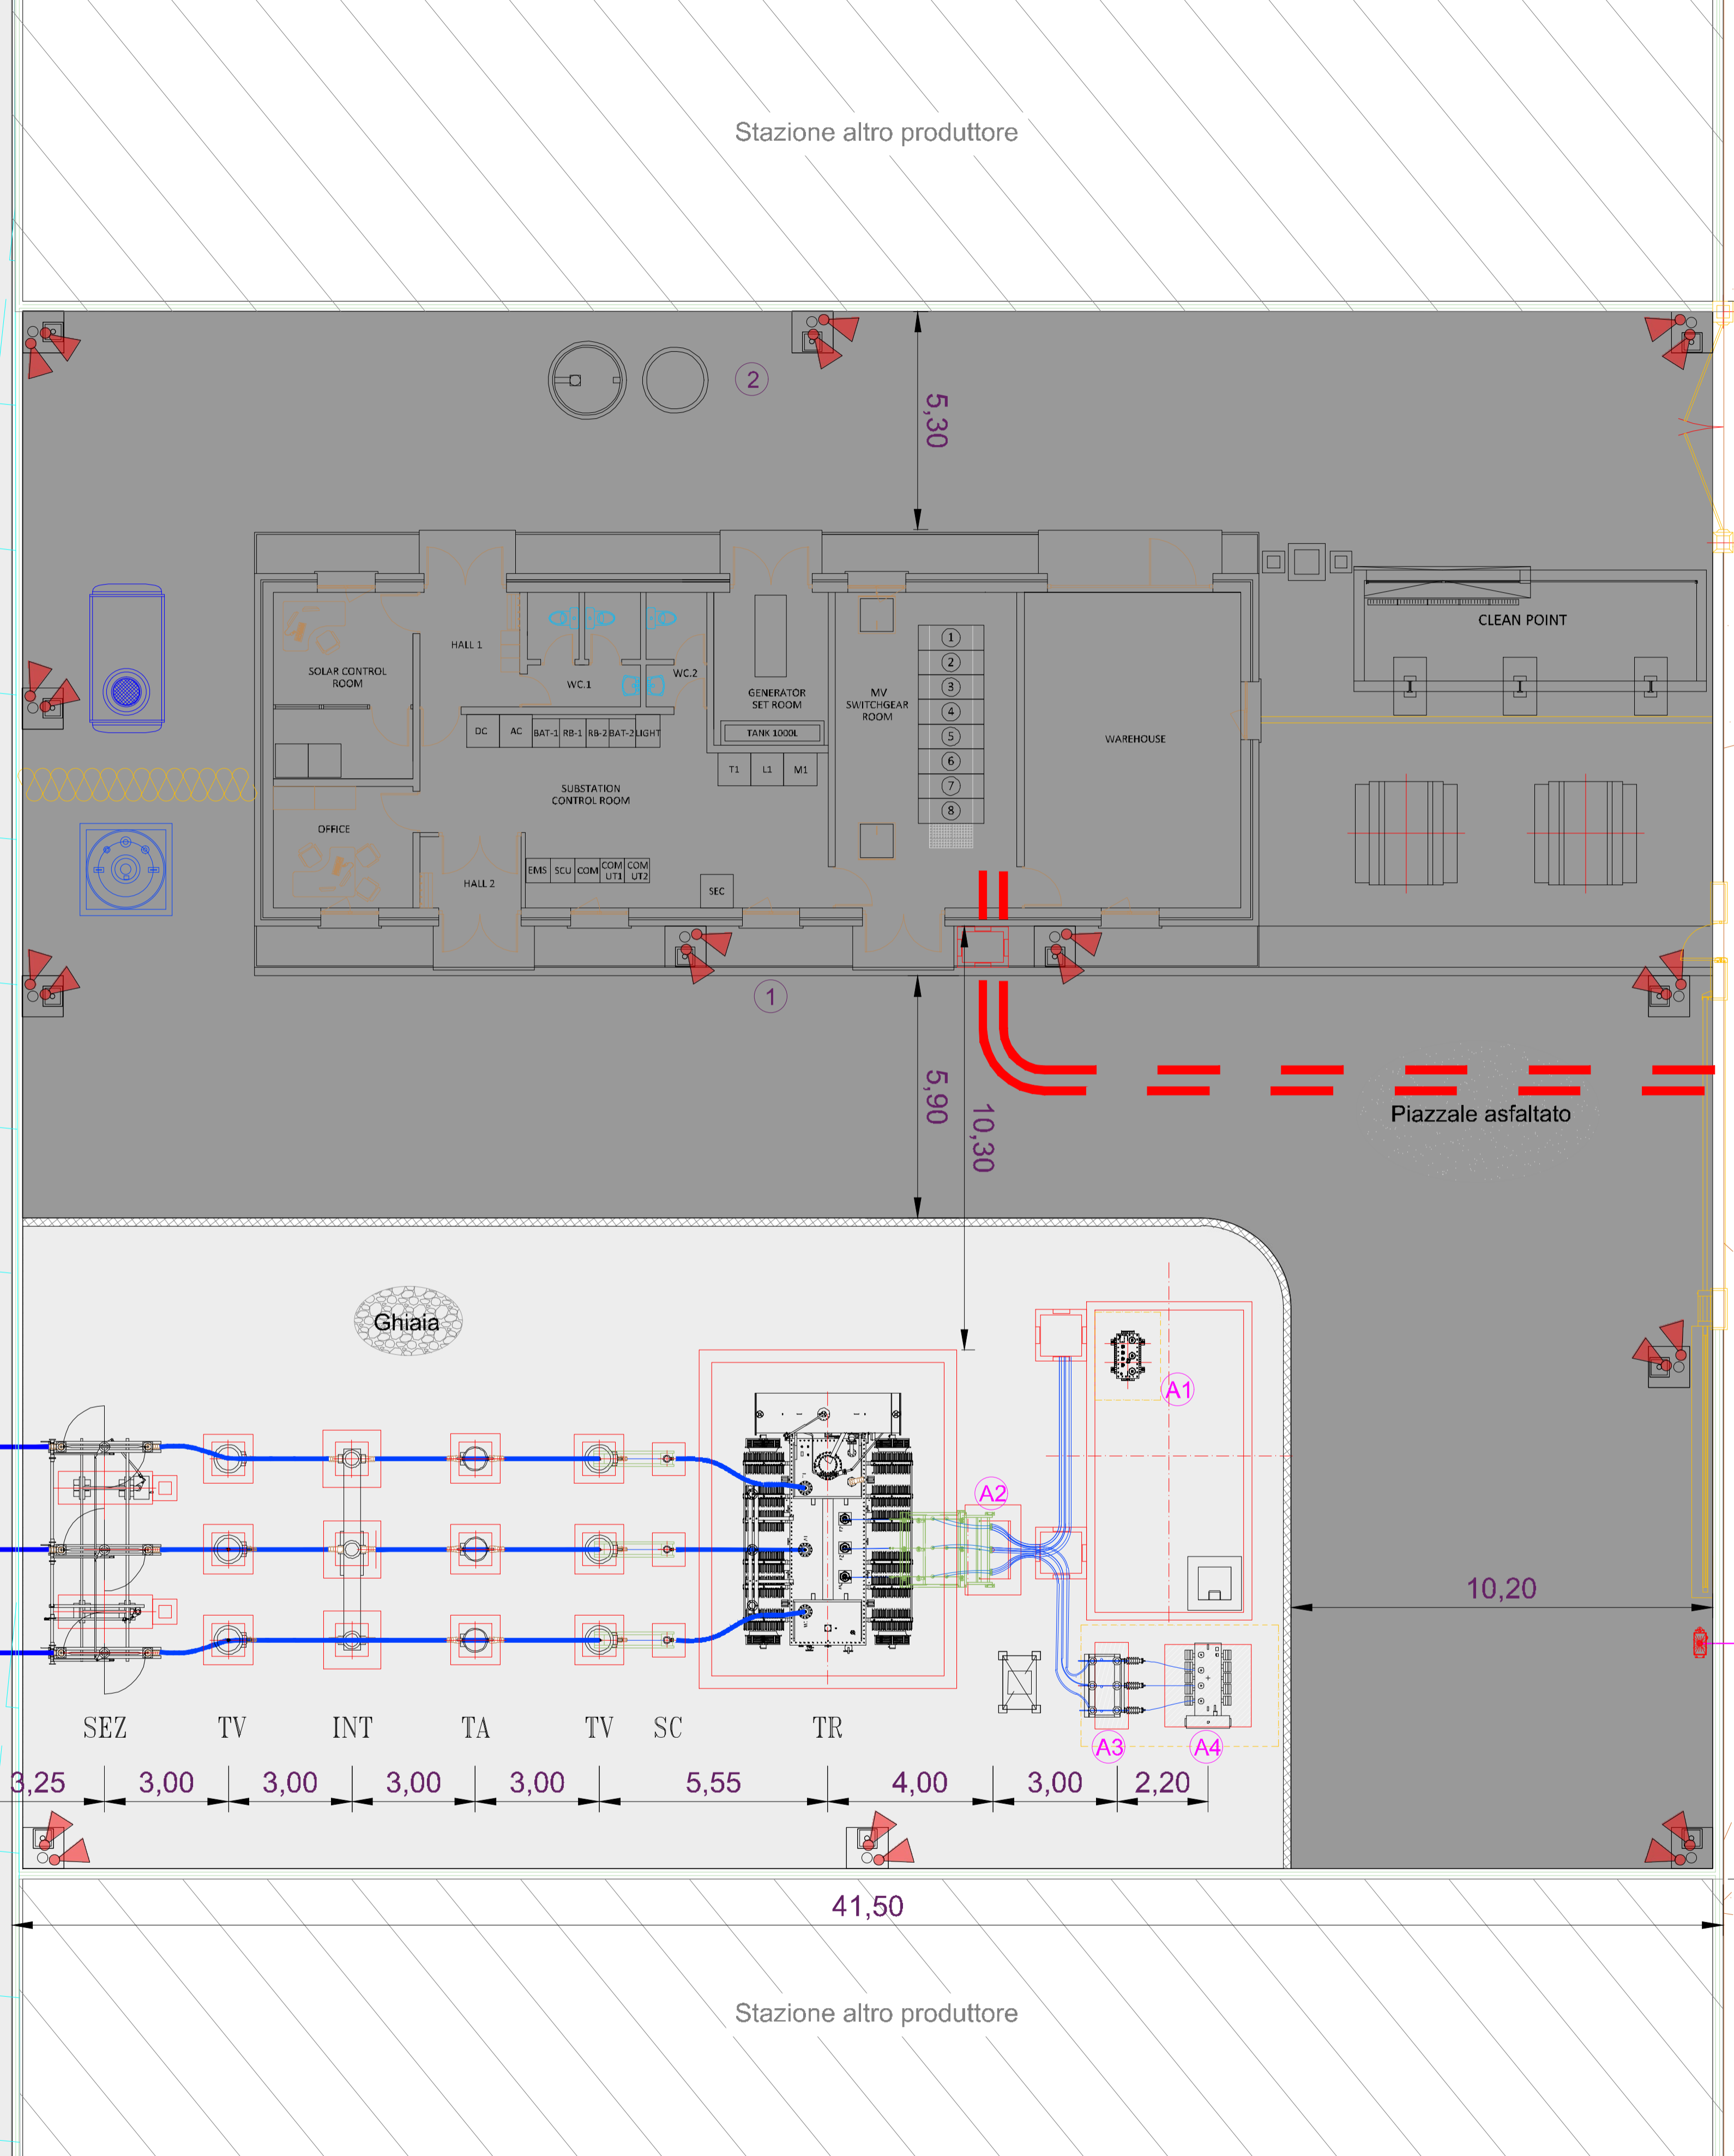 Stazione altro produttore
2
5,30
CLEAN POINT
HALL 1
SOLAR CONTROL
ROOM
WC.1
WC.2
GENERATOR
SET ROOM
TANK 1000L
MV
SWITCHGEAR
ROOM
1
2
3
4
5
6
7
8
WAREHOUSE
DC
AC
BAT-1
RB-1
RB-2
BAT-2
LIGHT
T1
L1
M1
SUBSTATION
CONTROL ROOM
OFFICE
HALL 2
EMS
SCU
COM
COM
UT1
COM
UT2
SEC
1
5,90
10,30
Piazzale asfaltato
Ghiaia
A1
A2
10,20
SEZ
TV
INT
TA
TV
SC
TR
A3
A4
3,25
3,00
3,00
3,00
3,00
5,55
4,00
3,00
2,20
41,50
Stazione altro produttore